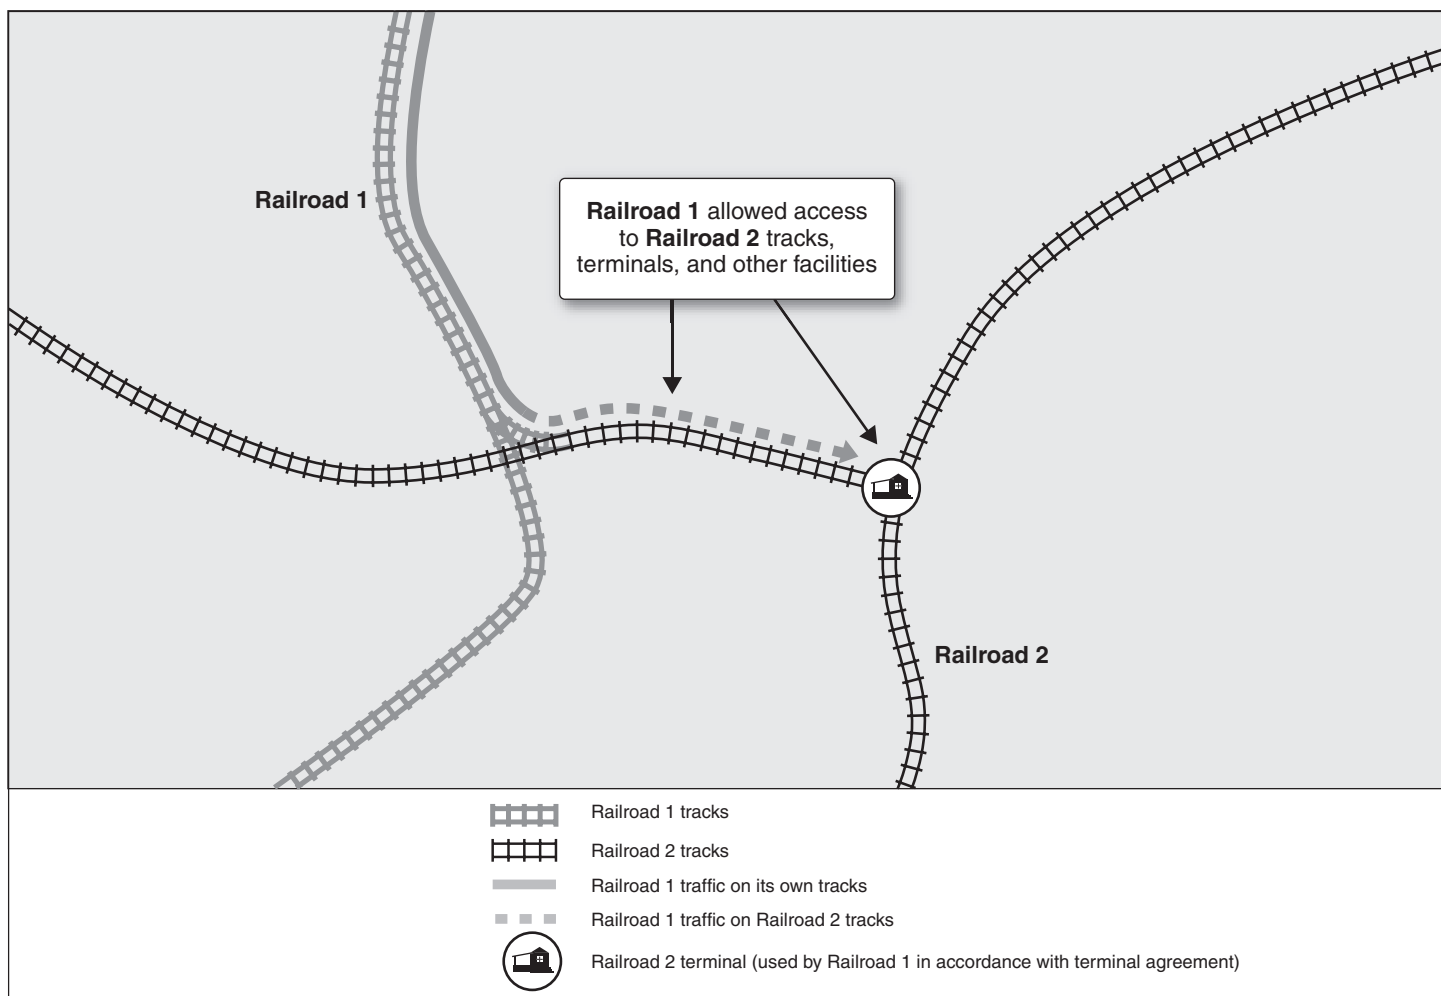 Railroad 1
Railroad 1 allowed access
to Railroad 2 tracks,
terminals, and other facilities
Railroad 2
Railroad 1 tracks
Railroad 2 tracks
Railroad 1 traffic on its own tracks
Railroad 1 traffic on Railroad 2 tracks
Railroad 2 terminal (used by Railroad 1 in accordance with terminal agreement)